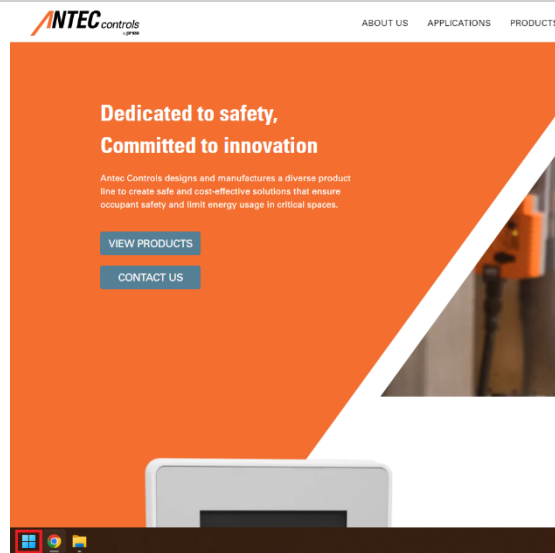 ANTEC controls
by price
ABOUT US APPLICATIONS PRODUCTS
Dedicated to safety,
Committed to innovation
Antec Controls designs and manufactures a diverse product
line to create safe and cost-effective solutions that ensure
occupant safety and limit energy usage in critical spaces.
VIEW PRODUCTS
CONTACT US